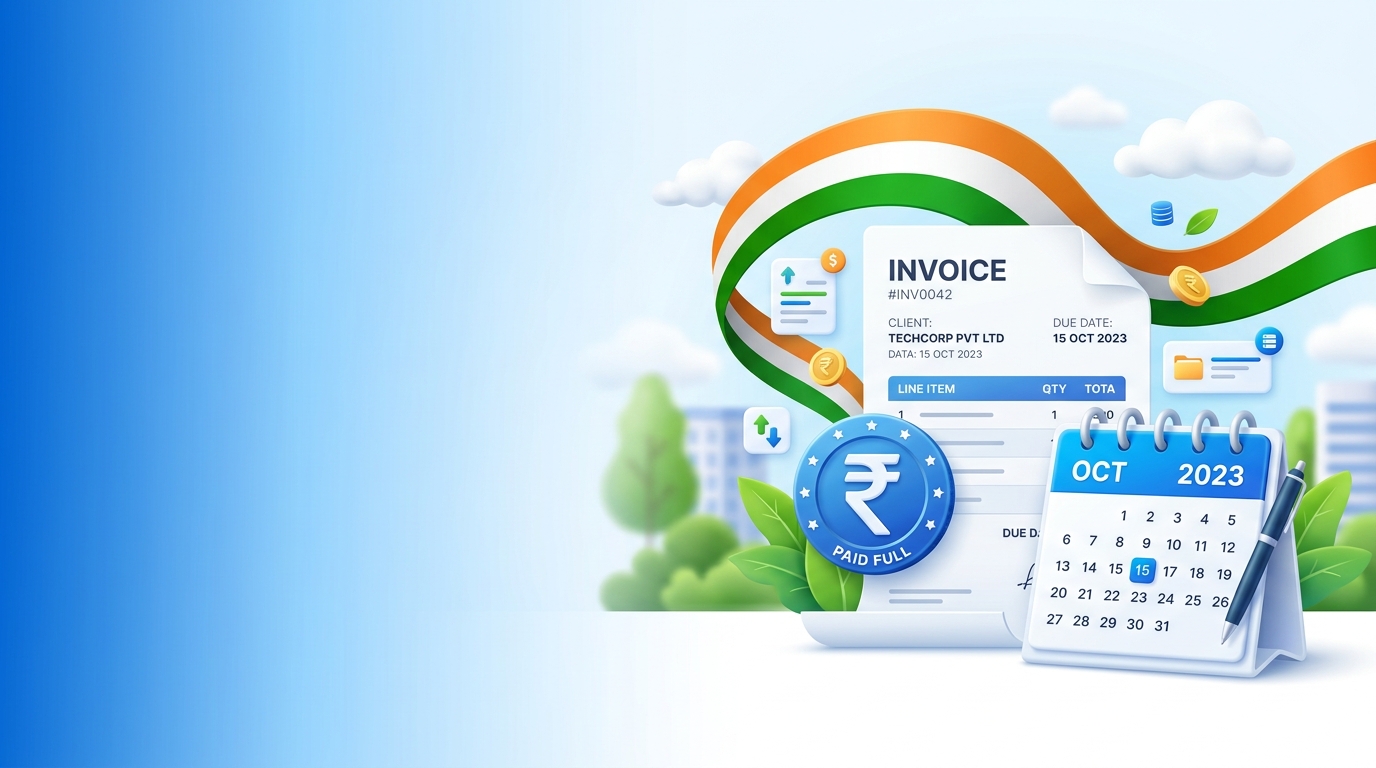 INVOICE
#INV0042
CLIENT:
TECHCORP PVT LTD
DATA: 15 OCT 2023
DUE DATE:
15 OCT 2023
LINE ITEM QTY TOTA
1 1
DUE D
$
₹
₹
₹
PAID FULL
OCT 2023
1 2 3 4 5
6 7 8 9 10 11 12
13 14 15 15 17 18 19
20 21 22 23 24 25 26
27 28 29 30 31